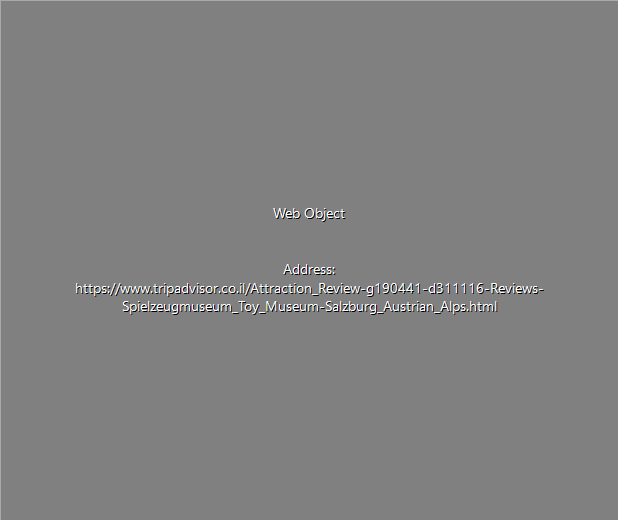 Web Object
Address:
https://www.tripadvisor.co.il/Attraction_Review-g190441-d311116-Reviews-
Spielzeugmuseum_Toy_Museum-Salzburg_Austrian_Alps.html